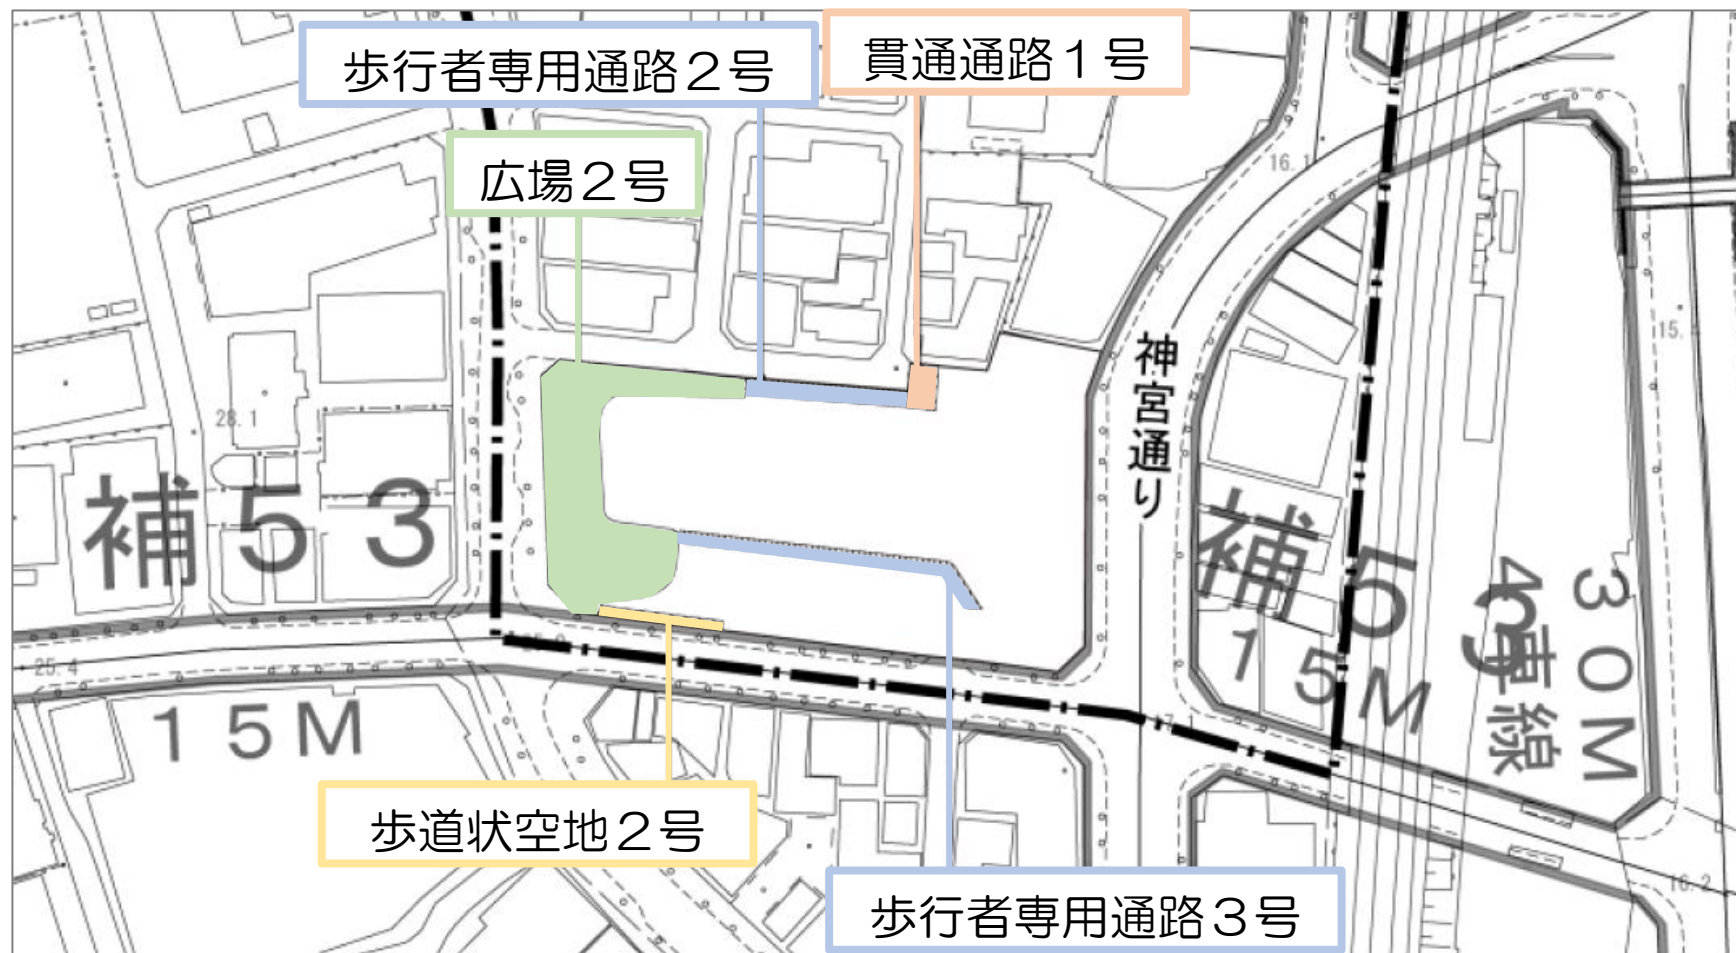 歩行者専用通路２号
貫通通路１号
広場２号
16.1
15.
神宮通り
28.1
補５３
補５
４車線
３０M
１５M
25.4
１５M
17.1
歩道状空地２号
16.2
歩行者専用通路３号